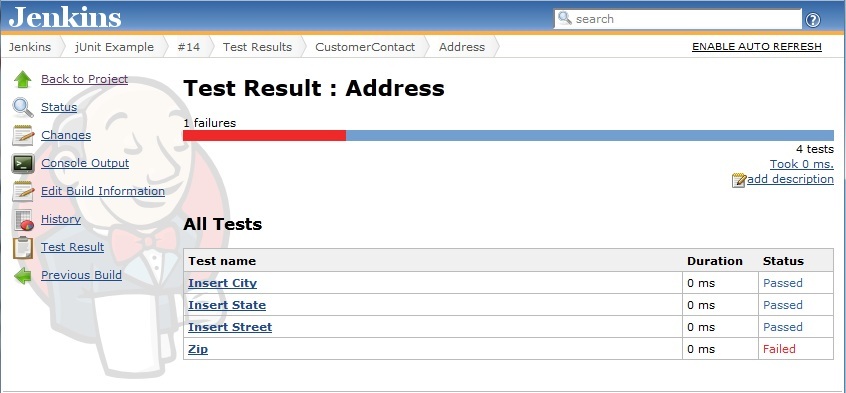 Jenkins
search
Jenkins jUnit Example #14 Test Results CustomerContact Address ENABLE AUTO REFRESH
Back to Project
Status
Changes
Console Output
Edit Build Information
History
Test Result
Previous Build
Test Result : Address
1 failures
4 tests
Took 0 ms.
add description
All Tests
Test name Duration Status
Insert City 0 ms Passed
Insert State 0 ms Passed
Insert Street 0 ms Passed
Zip 0 ms Failed